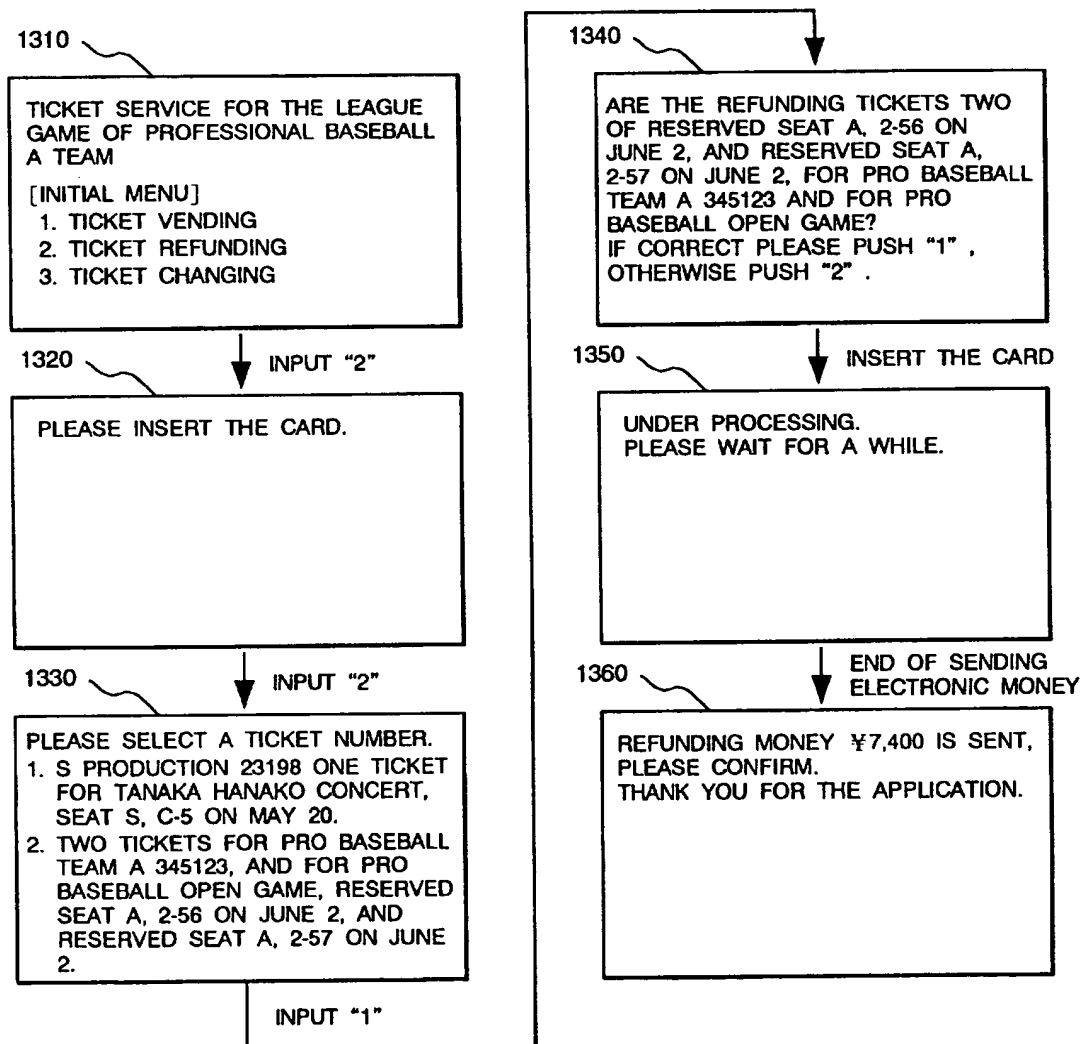 1310
TICKET SERVICE FOR THE LEAGUE
GAME OF PROFESSIONAL BASEBALL
A TEAM
[INITIAL MENU]
1. TICKET VENDING
2. TICKET REFUNDING
3. TICKET CHANGING
INPUT "2"
1320
PLEASE INSERT THE CARD.
INPUT "2"
1330
PLEASE SELECT A TICKET NUMBER.
1. S PRODUCTION 23198 ONE TICKET
FOR TANAKA HANAKO CONCERT,
SEAT S, C-5 ON MAY 20.
2. TWO TICKETS FOR PRO BASEBALL
TEAM A 345123, AND FOR PRO
BASEBALL OPEN GAME, RESERVED
SEAT A, 2-56 ON JUNE 2, AND
RESERVED SEAT A, 2-57 ON JUNE
2.
INPUT "1"
1340
ARE THE REFUNDING TICKETS TWO
OF RESERVED SEAT A, 2-56 ON
JUNE 2, AND RESERVED SEAT A,
2-57 ON JUNE 2, FOR PRO BASEBALL
TEAM A 345123 AND FOR PRO
BASEBALL OPEN GAME?
IF CORRECT PLEASE PUSH "1" ,
OTHERWISE PUSH "2" .
INSERT THE CARD
1350
UNDER PROCESSING.
PLEASE WAIT FOR A WHILE.
END OF SENDING
ELECTRONIC MONEY
1360
REFUNDING MONEY ¥7,400 IS SENT,
PLEASE CONFIRM.
THANK YOU FOR THE APPLICATION.